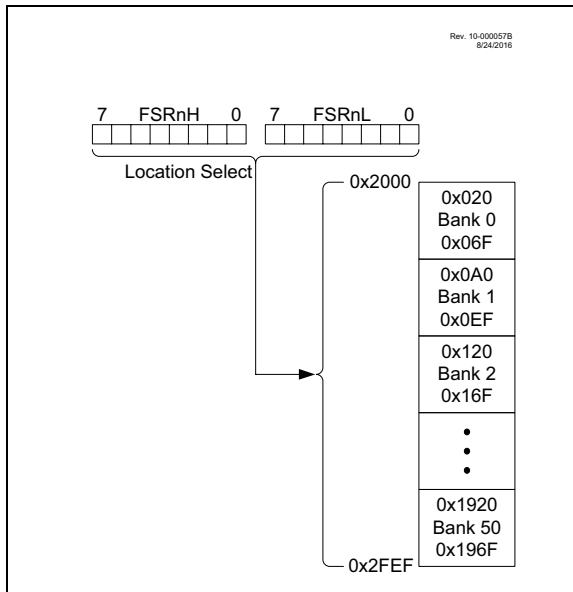 Rev. 10-000057B
8/24/2016
7 FSRnH 0 7 FSRnL 0
Location Select
0x2000
0x020
Bank 0
0x06F
0x0A0
Bank 1
0x0EF
0x120
Bank 2
0x16F
0x1920
Bank 50
0x196F
0x2FEF